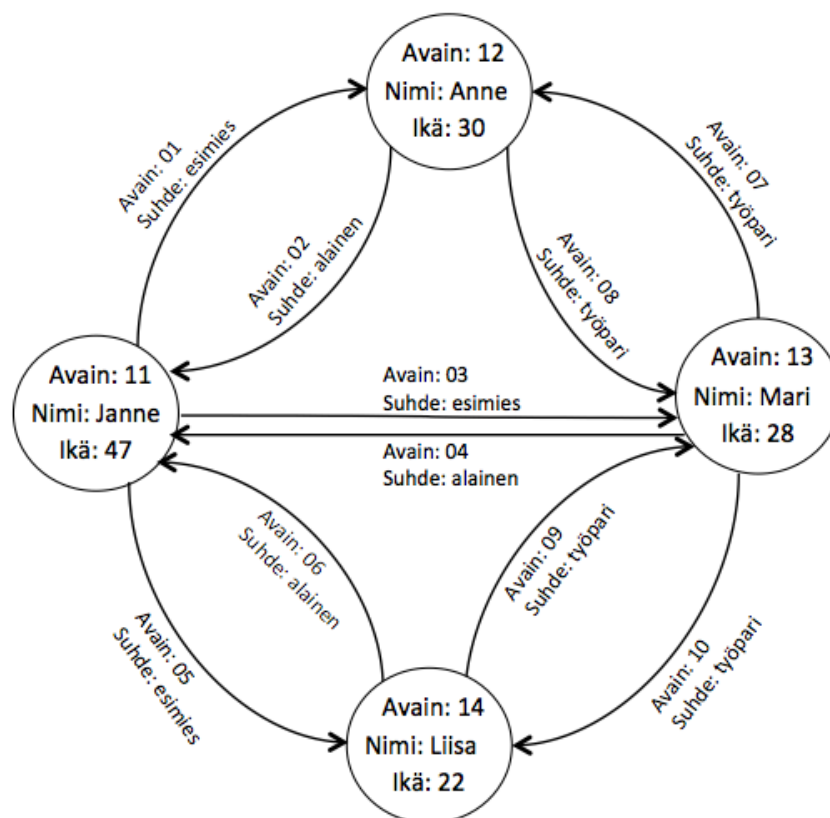 Avain: 12
Nimi: Anne
Ikä: 30
Avain: 01
Suhde: esimies
Avain: 02
Suhde: alainen
Avain: 07
Suhde: työpari
Avain: 08
Suhde: työpari
Avain: 11
Nimi: Janne
Ikä: 47
Avain: 03
Suhde: esimies
Avain: 04
Suhde: alainen
Avain: 13
Nimi: Mari
Ikä: 28
Avain: 06
Suhde: alainen
Avain: 09
Suhde: työpari
Avain: 05
Suhde: esimies
Avain: 10
Suhde: työpari
Avain: 14
Nimi: Liisa
Ikä: 22